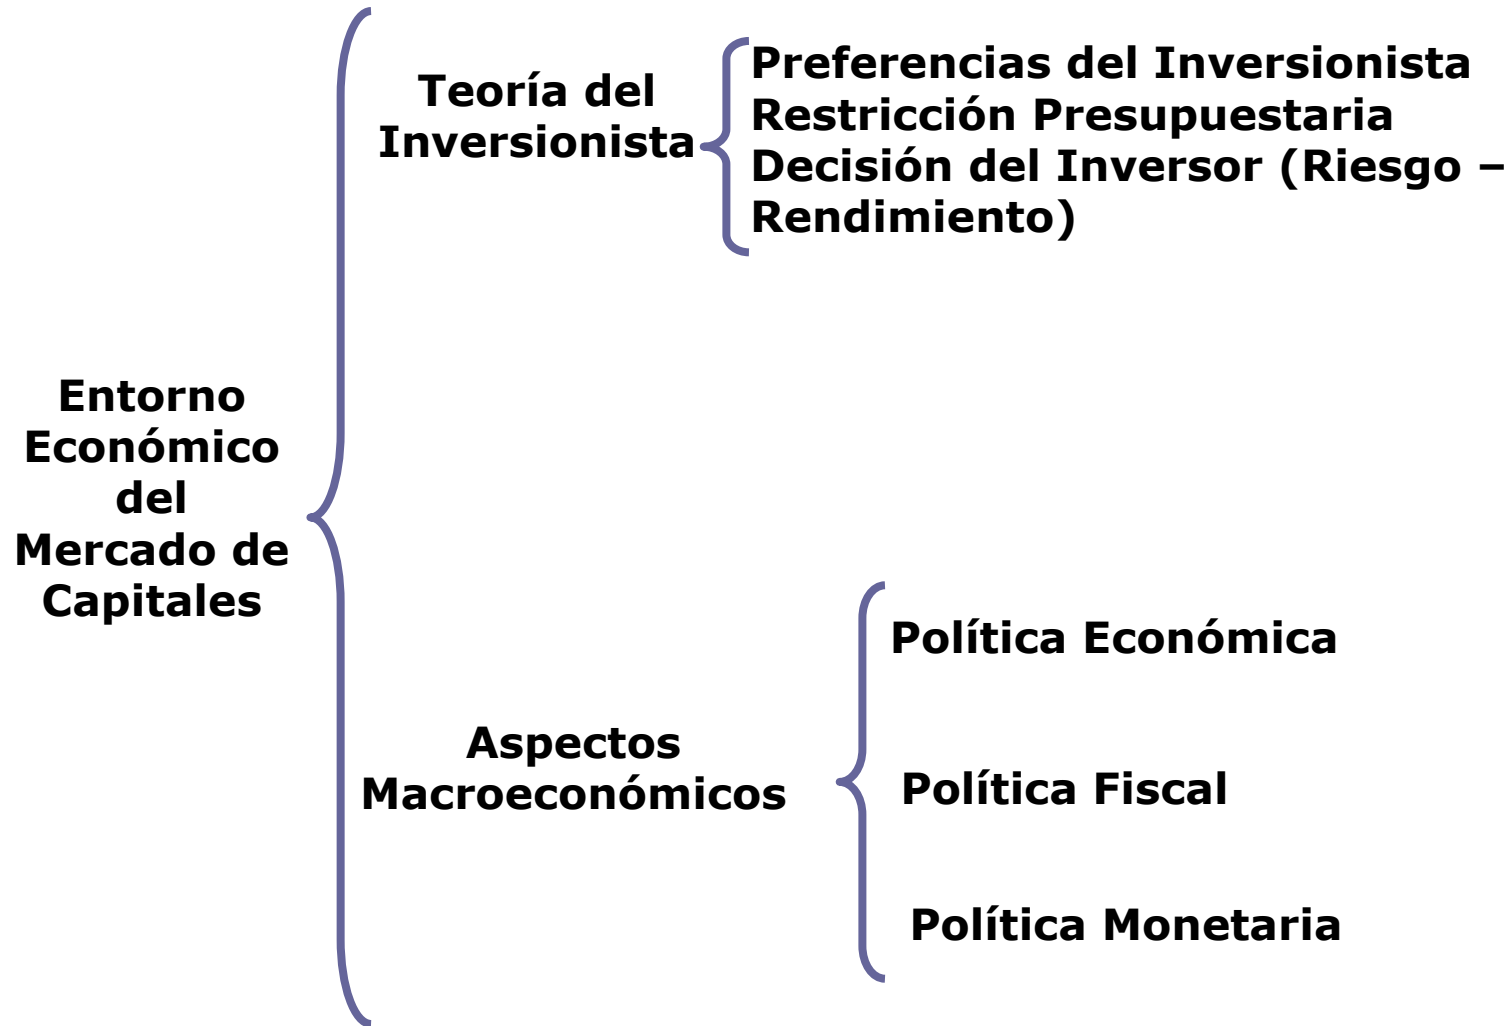 Entorno
Económico
del
Mercado de
Capitales
Teoría del
Inversionista
Preferencias del Inversionista
Restricción Presupuestaria
Decisión del Inversor (Riesgo –
Rendimiento)
Aspectos
Macroeconómicos
Política Económica
Política Fiscal
Política Monetaria